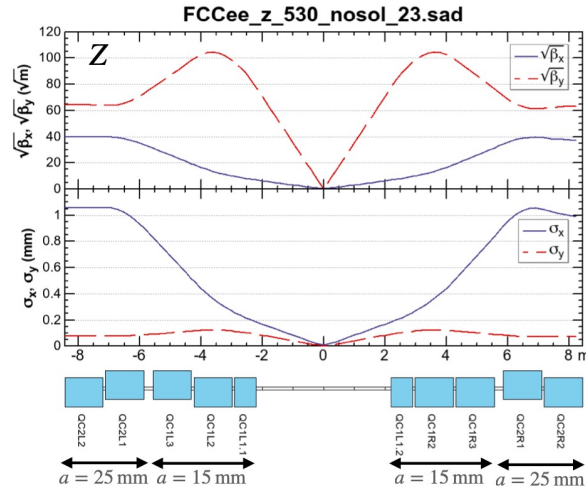 FCCee_z_530_nosol_23.sad
Z
√βx, √βy (√m)
120
100
80
60
40
20
0
√βx
√βy
σx, σy (mm)
1
0.8
0.6
0.4
0.2
0
σx
σy
-8 -6 -4 -2 0 2 4 6 8 m
QC2L2 QC2L1 QC1L3 QC1L2 QC1L1.1 QC1L1.2 QC1R2 QC1R3 QC2R1 QC2R2
a = 25 mm a = 15 mm a = 15 mm a = 25 mm